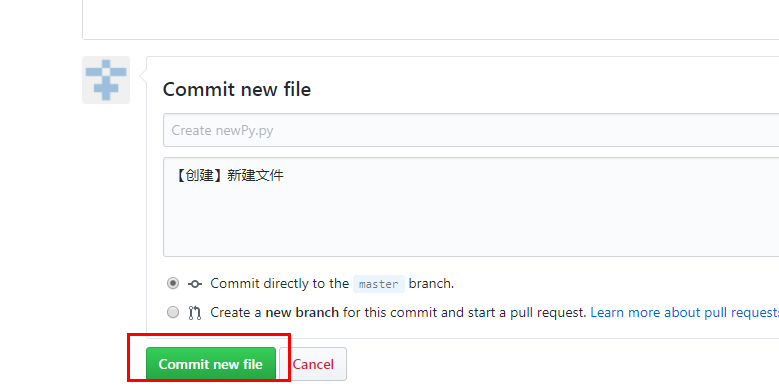 Commit new file
Create newPy.py
【创建】新建文件
Commit directly to the master branch.
Create a new branch for this commit and start a pull request. Learn more about pull requests
Commit new file
Cancel